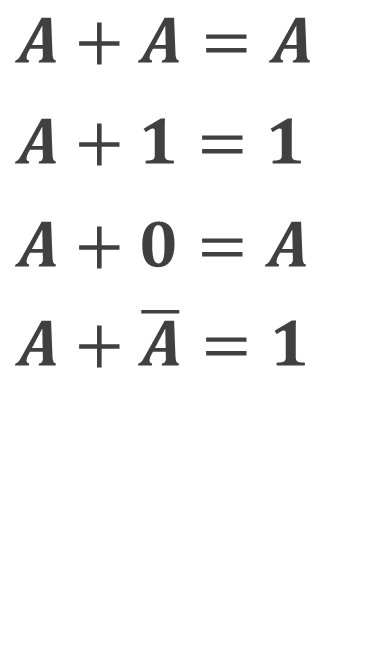 A + A = A
A + 1 = 1
A + 0 = A
A + A̅ = 1